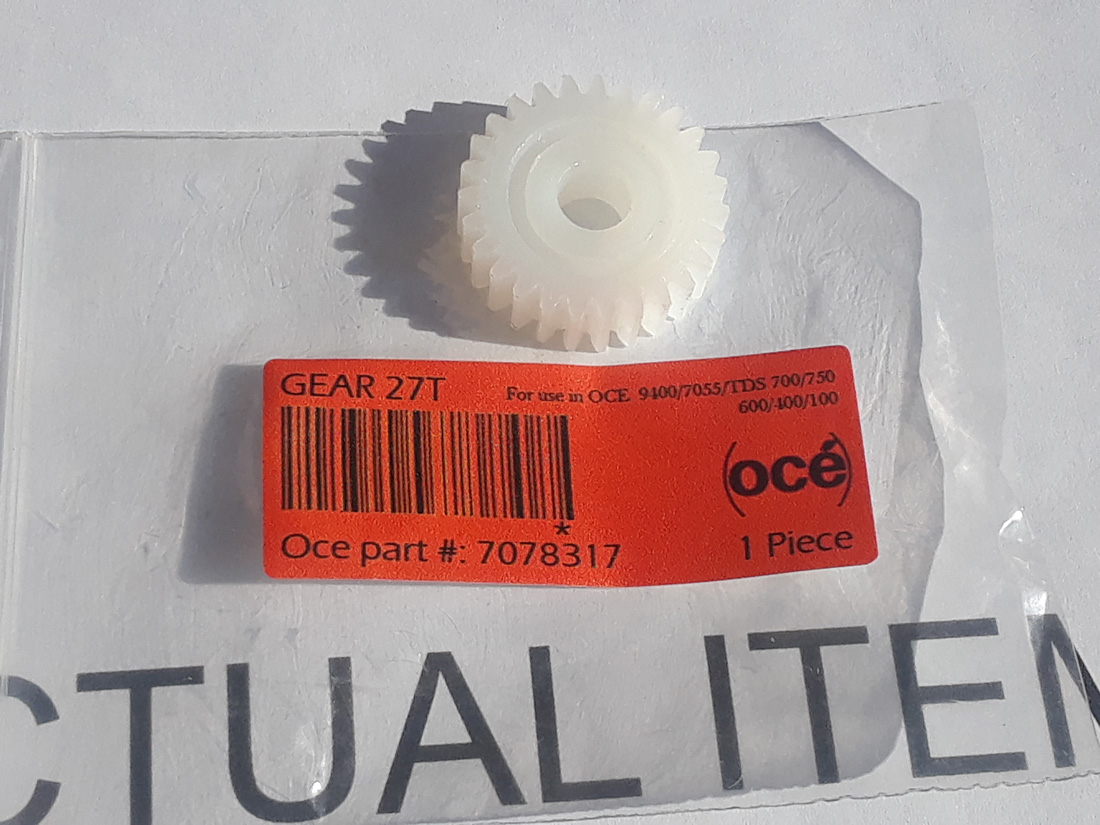 GEAR 27T
For use in OCE 9400/7055/TDS 700/750
600/400/100
(océ)
*
Oce part #: 7078317
1 Piece
CTUAL ITEM